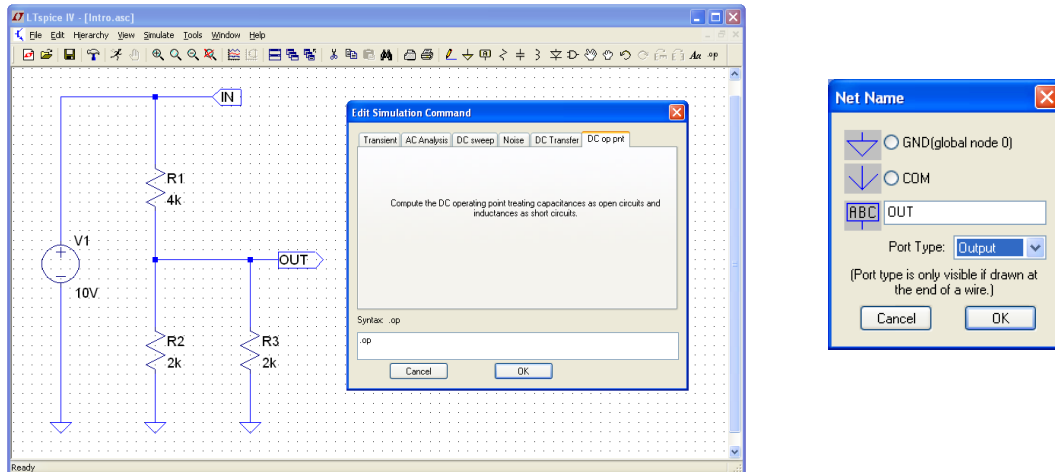 LTspice IV - [Intro.asc]
File Edit Hierarchy View Simulate Tools Window Help
Aa .op
IN
R1
4k
V1
10V
OUT
R2
2k
R3
2k
Edit Simulation Command
Transient AC Analysis DC sweep Noise DC Transfer DC op pnt
Compute the DC operating point treating capacitances as open circuits and
inductances as short circuits.
Syntax: .op
.op
Cancel OK
Ready
Net Name
GND(global node 0)
COM
ABC OUT
Port Type: Output
(Port type is only visible if drawn at
the end of a wire.)
Cancel OK